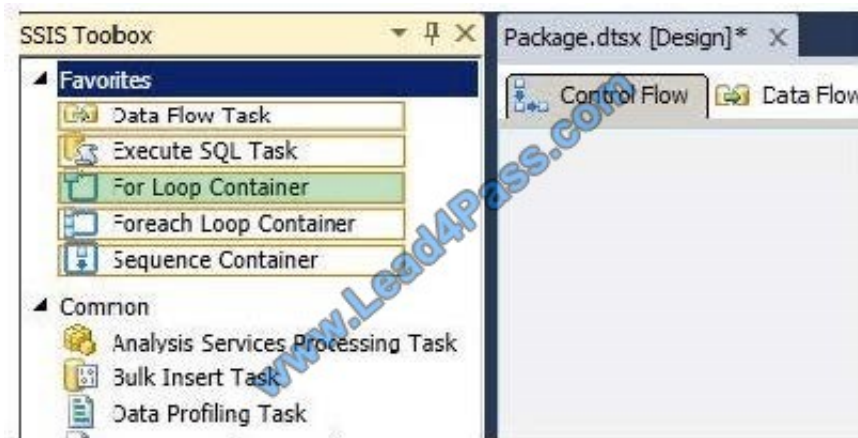 SSIS Toolbox
Package.dtsx [Design]*
Favorites
Control Flow
Data Flow
Data Flow Task
Execute SQL Task
For Loop Container
Foreach Loop Container
Sequence Container
Common
Analysis Services Processing Task
Bulk Insert Task
Data Profiling Task
www.Lead4Pass.com